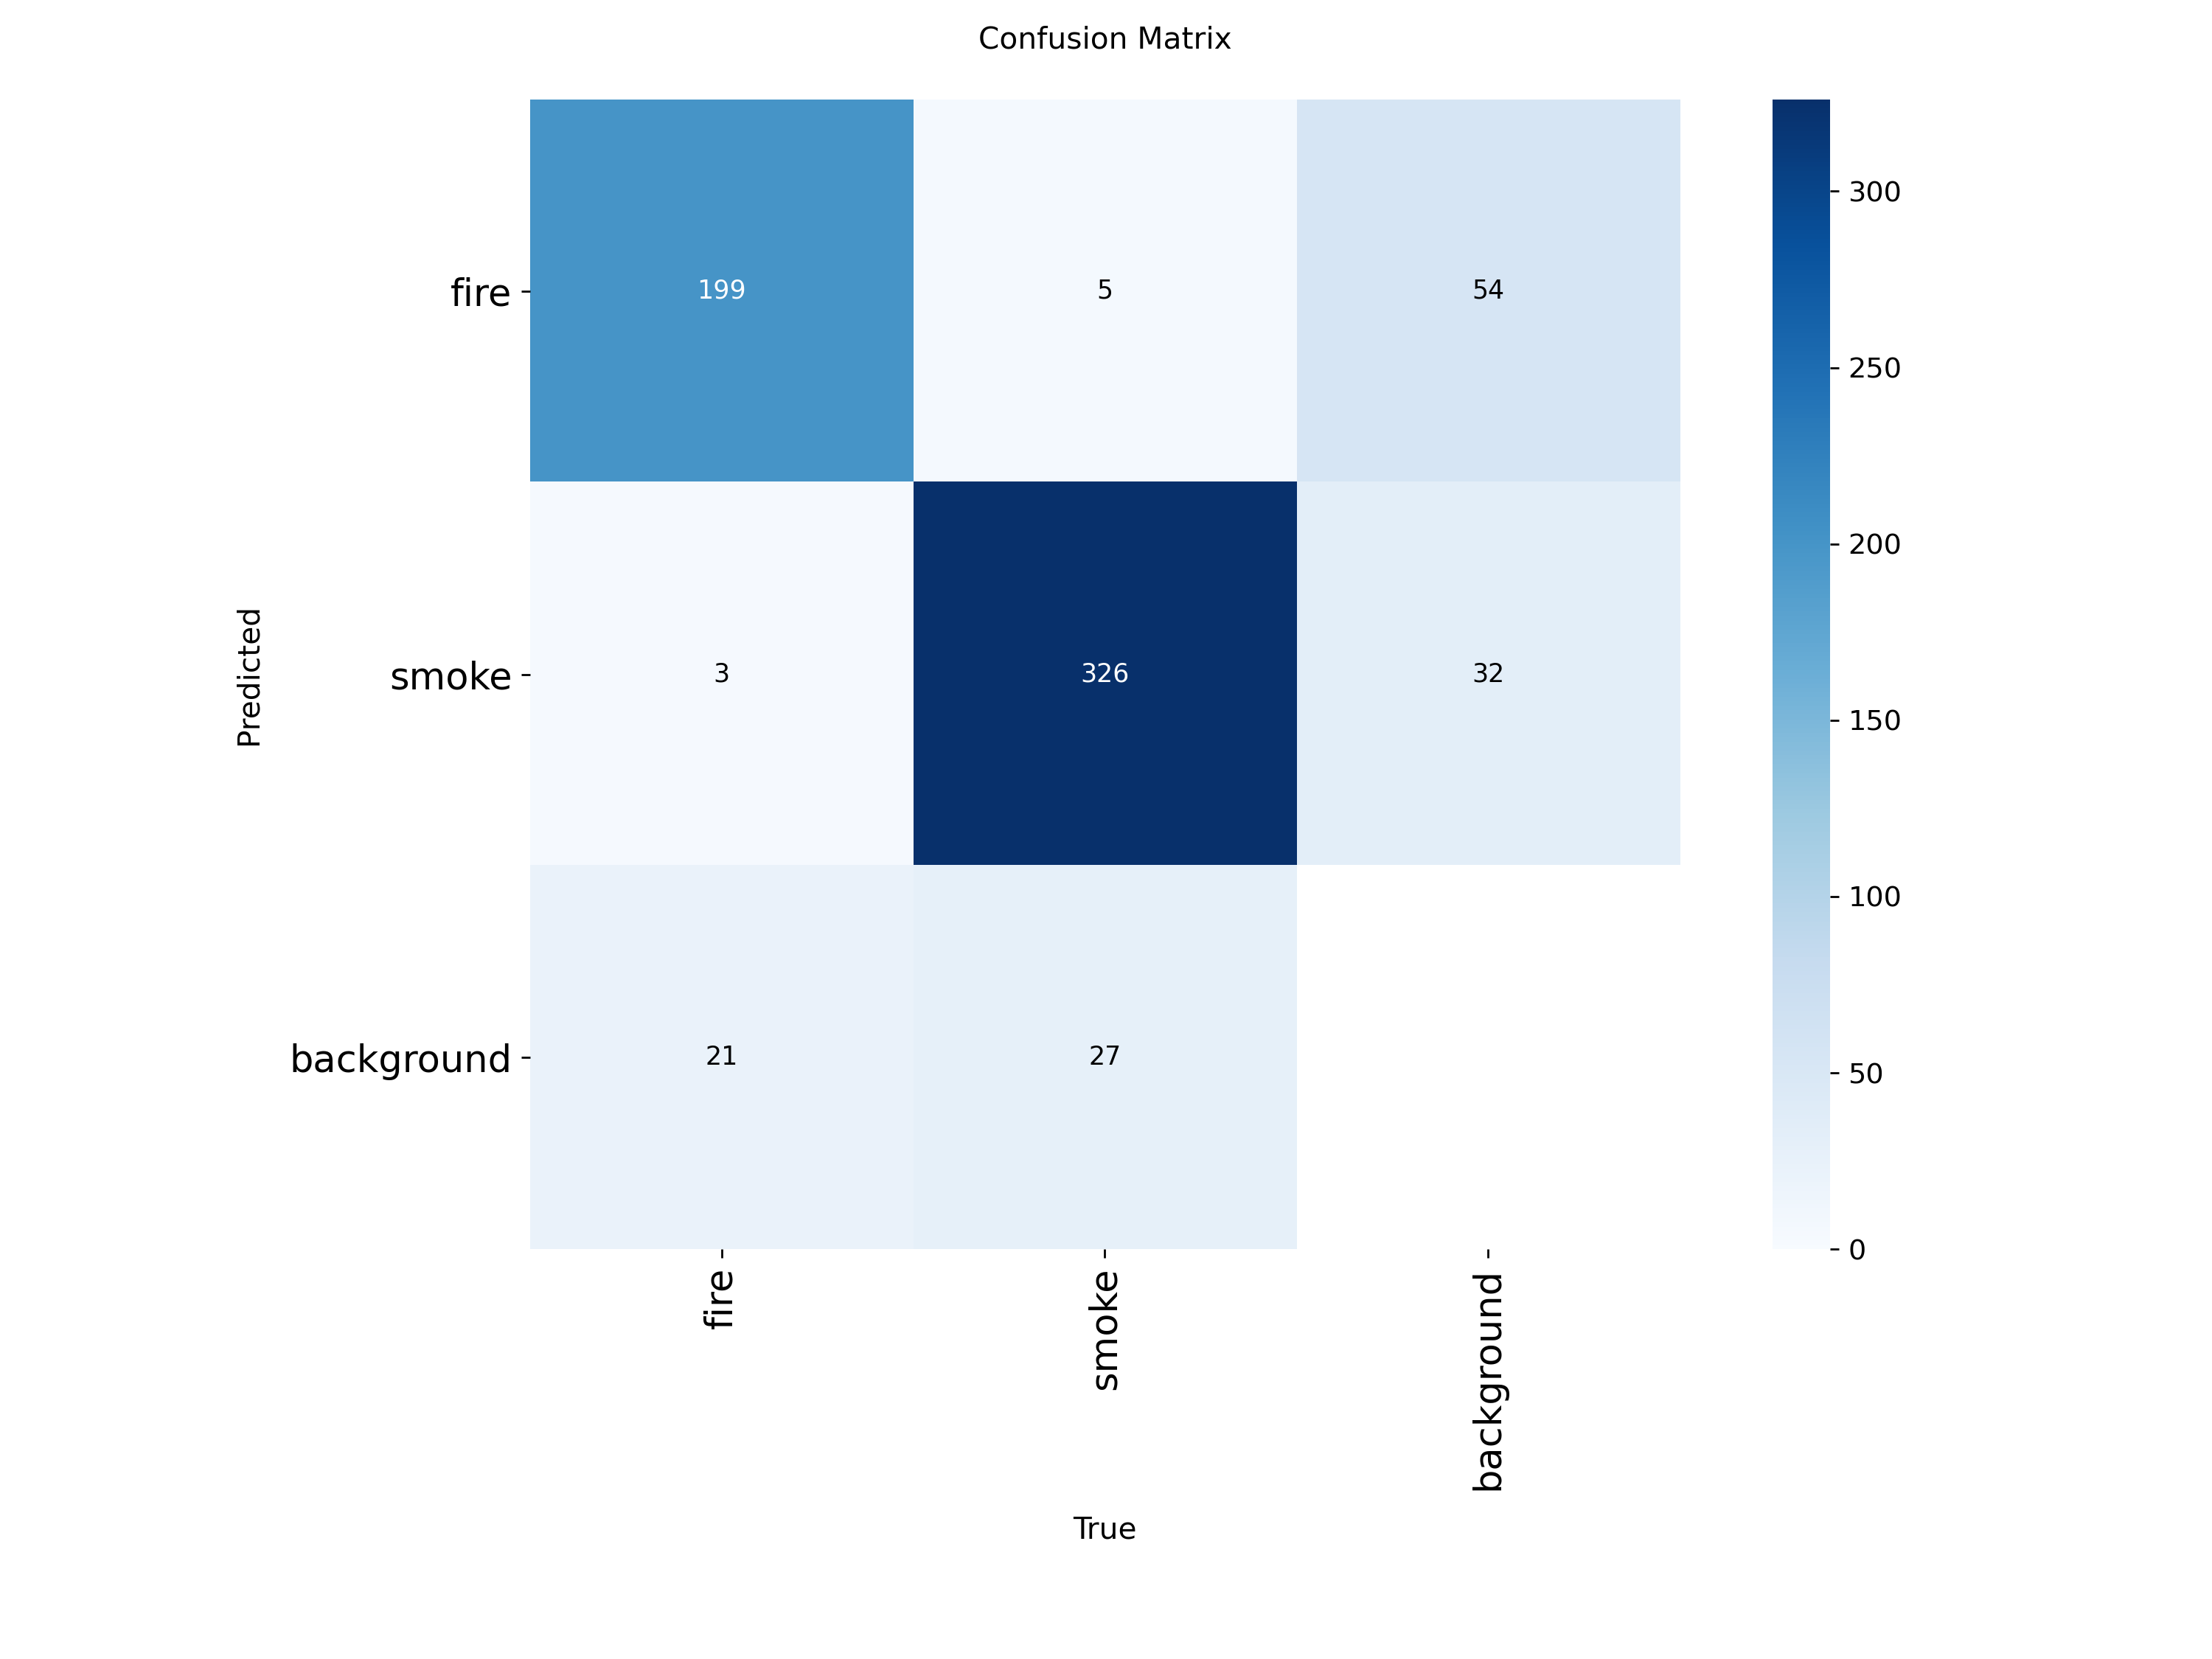 Confusion Matrix
fire
199
5
54
smoke
3
326
32
background
21
27
fire
smoke
background
Predicted
True
300
250
200
150
100
50
0